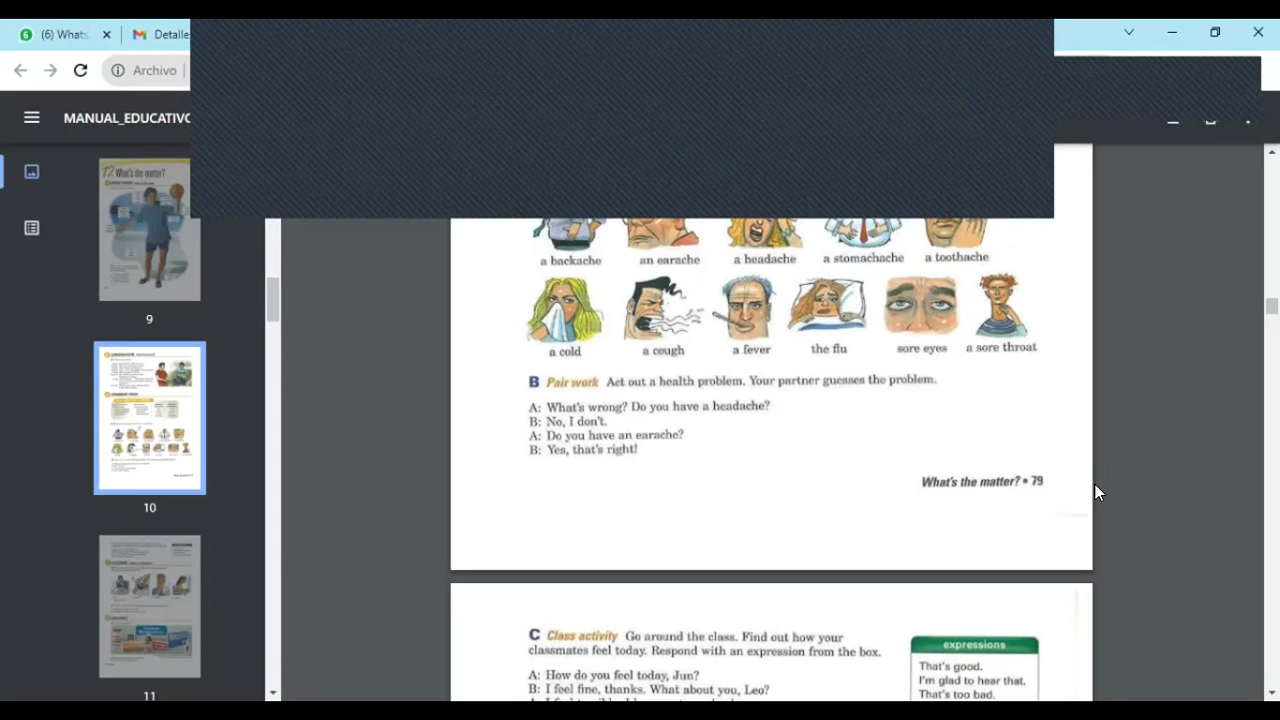 6 (6) Whats
Detalle
Archivo
MANUAL_EDUCATIVO
12 What's the matter?
9
10
11
a backache an earache a headache a stomachache a toothache
a cold a cough a fever the flu sore eyes a sore throat
B Pair work Act out a health problem. Your partner guesses the problem.
A: What's wrong? Do you have a headache?
B: No, I don't.
A: Do you have an earache?
B: Yes, that's right!
What's the matter? • 79
C Class activity Go around the class. Find out how your
classmates feel today. Respond with an expression from the box.
A: How do you feel today, Jun?
B: I feel fine, thanks. What about you, Leo?
expressions
That's good.
I'm glad to hear that.
That's too bad.